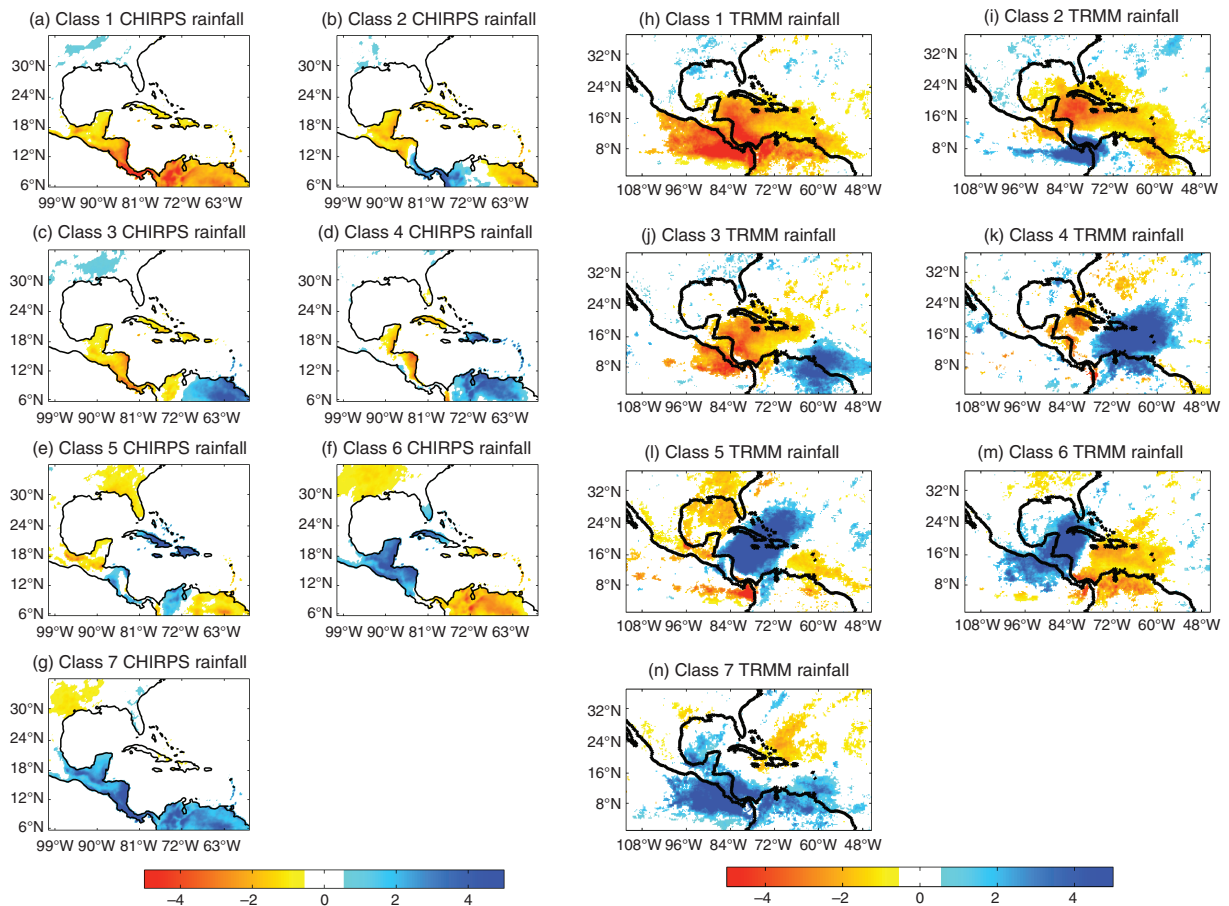 (a) Class 1 CHIRPS rainfall
(b) Class 2 CHIRPS rainfall
(h) Class 1 TRMM rainfall
(i) Class 2 TRMM rainfall
30°N
24°N
18°N
12°N
6°N
99°W 90°W 81°W 72°W 63°W
30°N
24°N
18°N
12°N
6°N
99°W 90°W 81°W 72°W 63°W
32°N
24°N
16°N
8°N
108°W 96°W 84°W 72°W 60°W 48°W
32°N
24°N
16°N
8°N
108°W 96°W 84°W 72°W 60°W 48°W
(c) Class 3 CHIRPS rainfall
(d) Class 4 CHIRPS rainfall
(j) Class 3 TRMM rainfall
(k) Class 4 TRMM rainfall
30°N
24°N
18°N
12°N
6°N
99°W 90°W 81°W 72°W 63°W
30°N
24°N
18°N
12°N
6°N
99°W 90°W 81°W 72°W 63°W
32°N
24°N
16°N
8°N
108°W 96°W 84°W 72°W 60°W 48°W
32°N
24°N
16°N
8°N
108°W 96°W 84°W 72°W 60°W 48°W
(e) Class 5 CHIRPS rainfall
(f) Class 6 CHIRPS rainfall
(l) Class 5 TRMM rainfall
(m) Class 6 TRMM rainfall
30°N
24°N
18°N
12°N
6°N
99°W 90°W 81°W 72°W 63°W
30°N
24°N
18°N
12°N
6°N
99°W 90°W 81°W 72°W 63°W
32°N
24°N
16°N
8°N
108°W 96°W 84°W 72°W 60°W 48°W
32°N
24°N
16°N
8°N
108°W 96°W 84°W 72°W 60°W 48°W
(g) Class 7 CHIRPS rainfall
(n) Class 7 TRMM rainfall
30°N
24°N
18°N
12°N
6°N
99°W 90°W 81°W 72°W 63°W
32°N
24°N
16°N
8°N
108°W 96°W 84°W 72°W 60°W 48°W
−4 −2 0 2 4
−4 −2 0 2 4